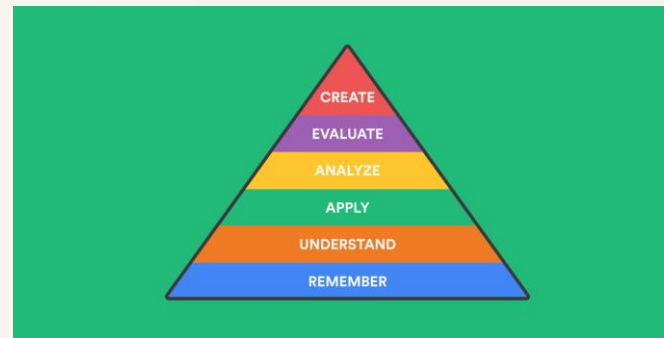 CREATE
EVALUATE
ANALYZE
APPLY
UNDERSTAND
REMEMBER